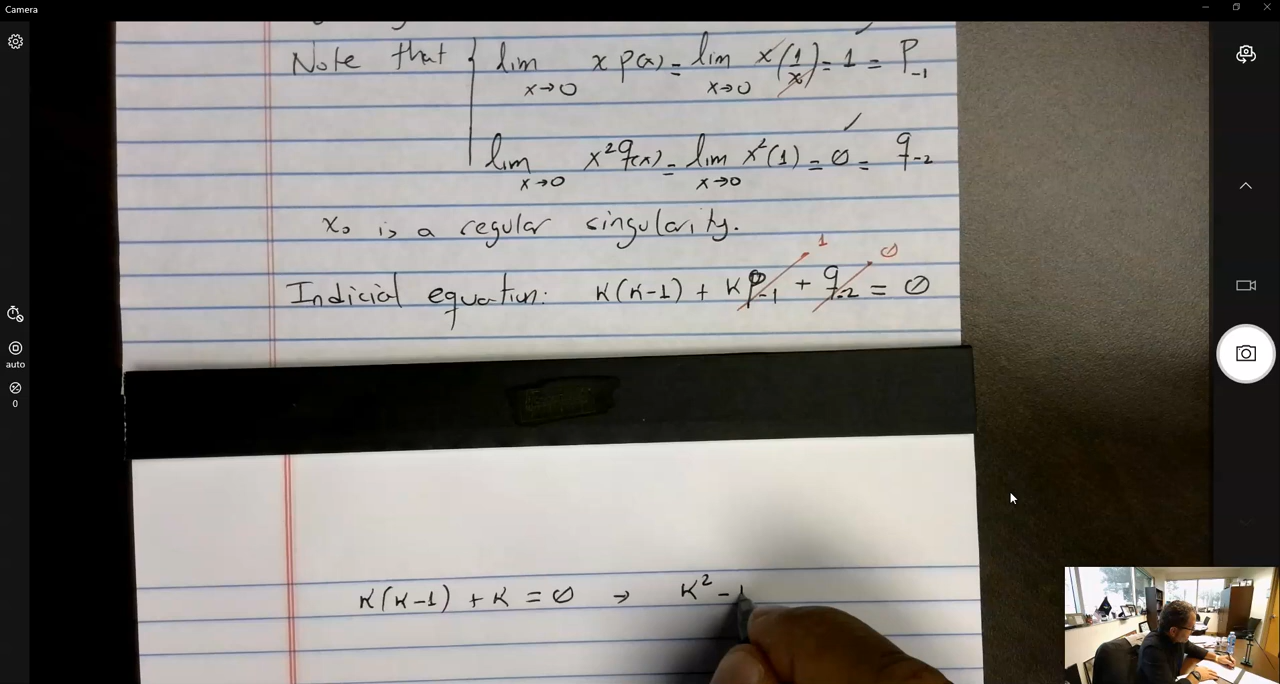 Camera
Note that { lim x→0 x p(x) = lim x→0 x(1/x) = 1 = P₋₁
lim x→0 x²q(x) = lim x→0 x²(1) = 0 = q₋₂
x₀ is a regular singularity.
1 0
Indicial equation: K(K-1) + K P₋₁ + q₋₂ = 0
auto
0
K(K-1) + K = 0 → K² -